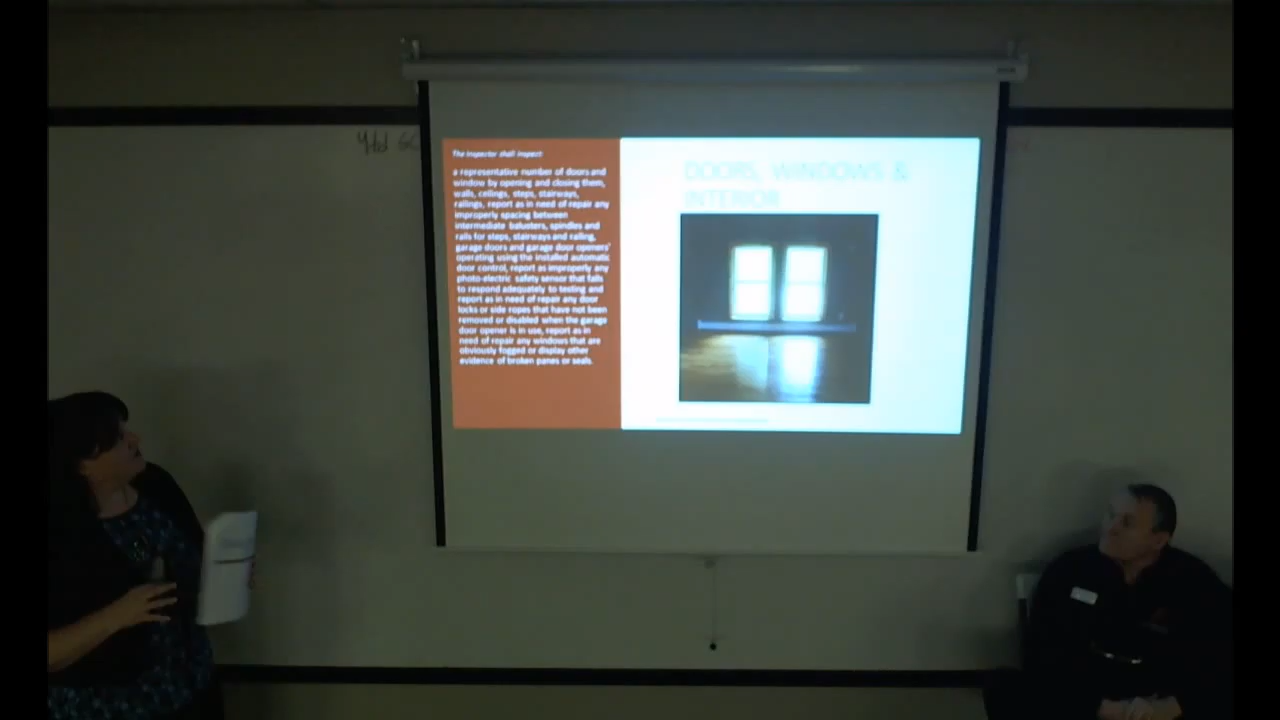 The inspector shall inspect:
a representative number of doors and
window by opening and closing them,
walls, ceilings, steps, stairways,
railings, report as in need of repair any
improperly spacing between
intermediate balusters, spindles and
rails for steps, stairways and railing,
garage doors and garage door openers'
operating using the installed automatic
door control, report as improperly any
photo-electric safety sensor that fails
to respond adequately to testing and
report as in need of repair any door
locks or side ropes that have not been
removed or disabled when the garage
door opener is in use, report as in
need of repair any windows that are
obviously fogged or display other
evidence of broken panes or seals.
DOORS, WINDOWS &
INTERIOR